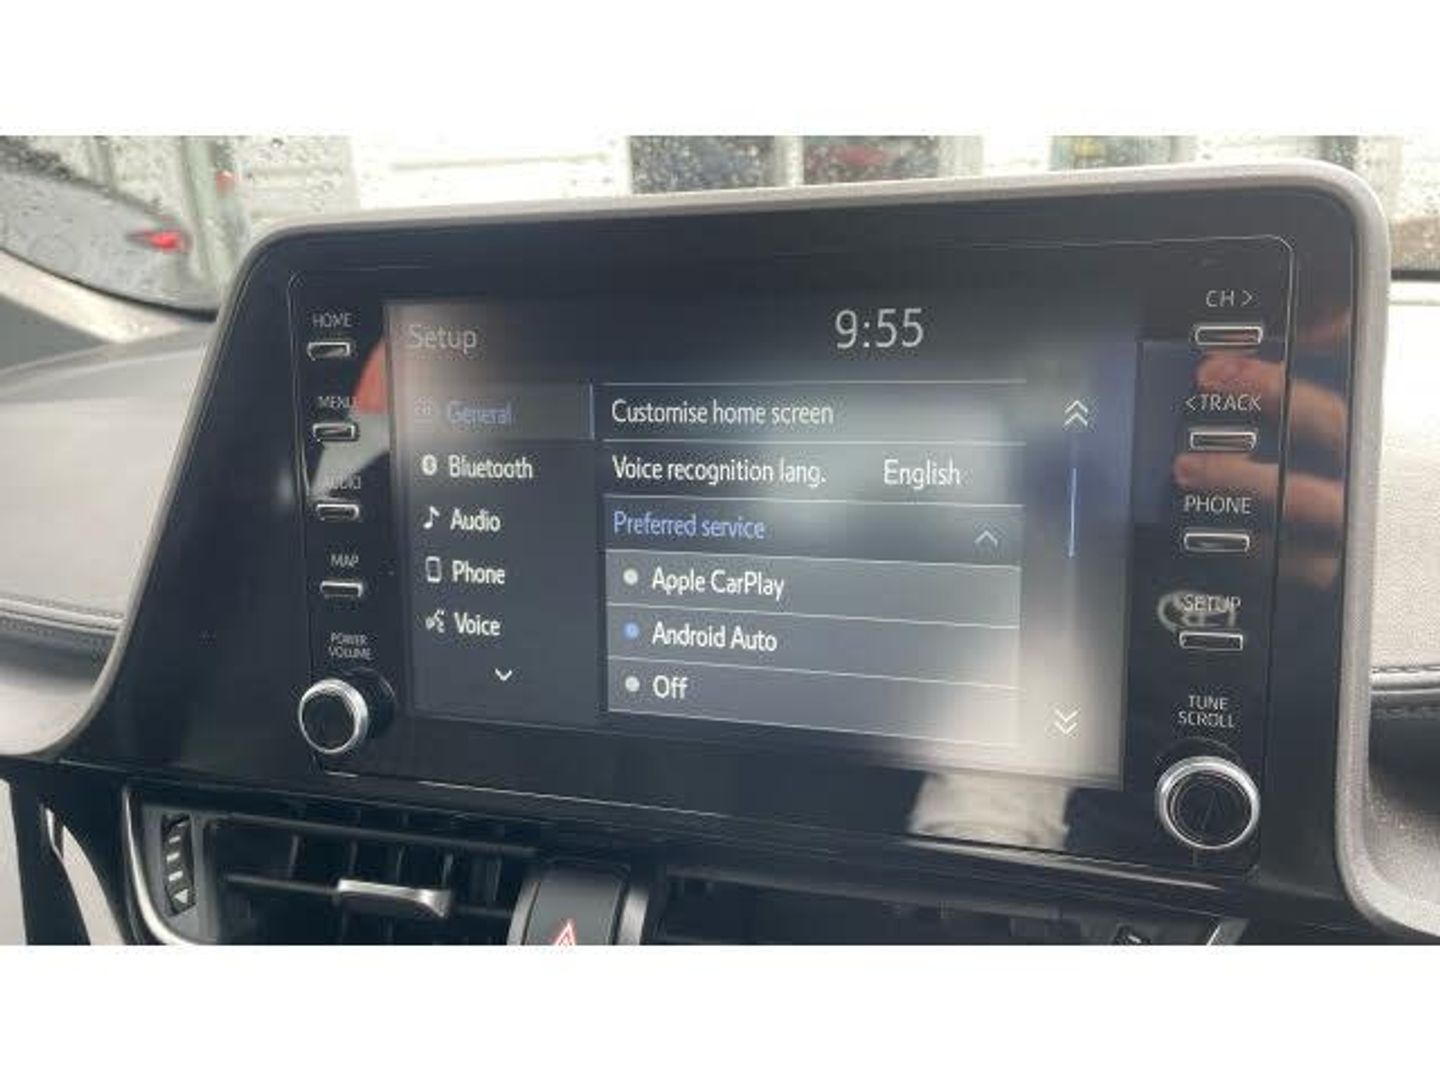 HOME
MENU
AUDIO
MAP
POWER
VOLUME
Setup
9:55
General
Bluetooth
Audio
Phone
Voice
Customise home screen
Voice recognition lang. English
Preferred service
Apple CarPlay
Android Auto
Off
CH >
< TRACK
PHONE
SETUP
TUNE
SCROLL